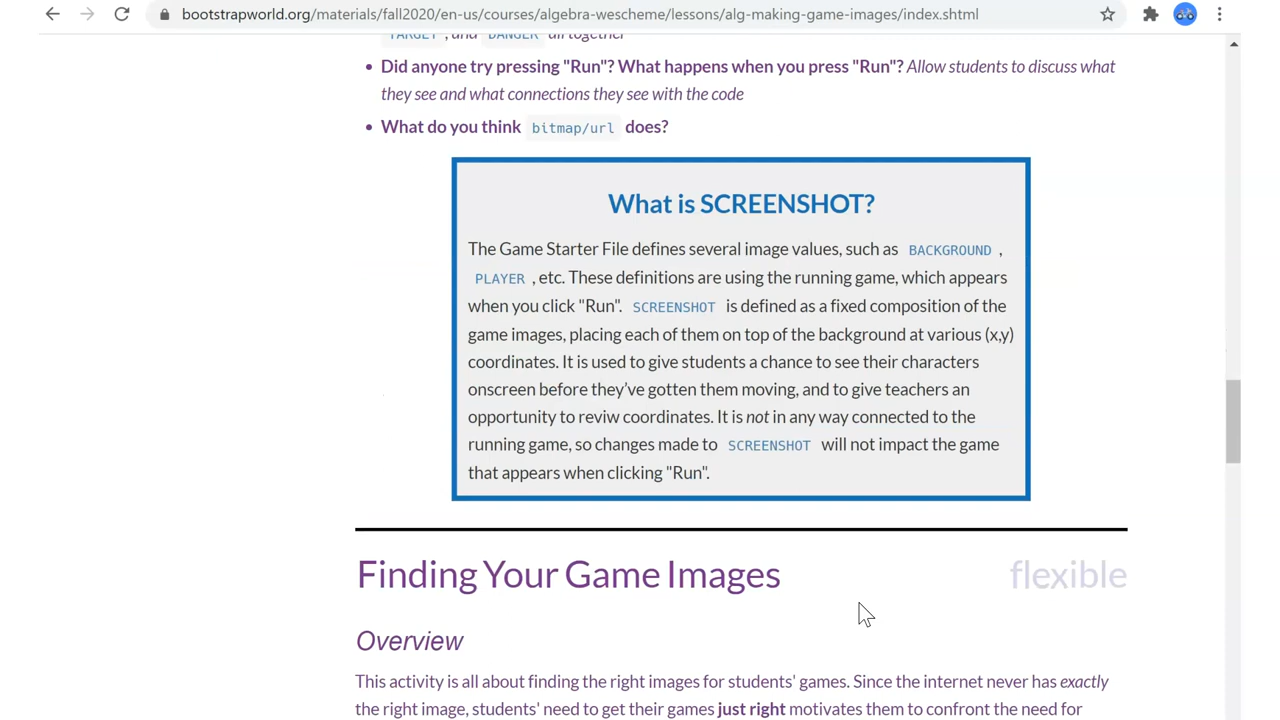 bootstrapworld.org/materials/fall2020/en-us/courses/algebra-wescheme/lessons/alg-making-game-images/index.shtml
TARGET , and DANGER all together
• Did anyone try pressing "Run"? What happens when you press "Run"? Allow students to discuss what
they see and what connections they see with the code
• What do you think bitmap/url does?
What is SCREENSHOT?
The Game Starter File defines several image values, such as BACKGROUND ,
PLAYER , etc. These definitions are using the running game, which appears
when you click "Run". SCREENSHOT is defined as a fixed composition of the
game images, placing each of them on top of the background at various (x,y)
coordinates. It is used to give students a chance to see their characters
onscreen before they've gotten them moving, and to give teachers an
opportunity to reviw coordinates. It is not in any way connected to the
running game, so changes made to SCREENSHOT will not impact the game
that appears when clicking "Run".
Finding Your Game Images
flexible
Overview
This activity is all about finding the right images for students' games. Since the internet never has exactly
the right image, students' need to get their games just right motivates them to confront the need for